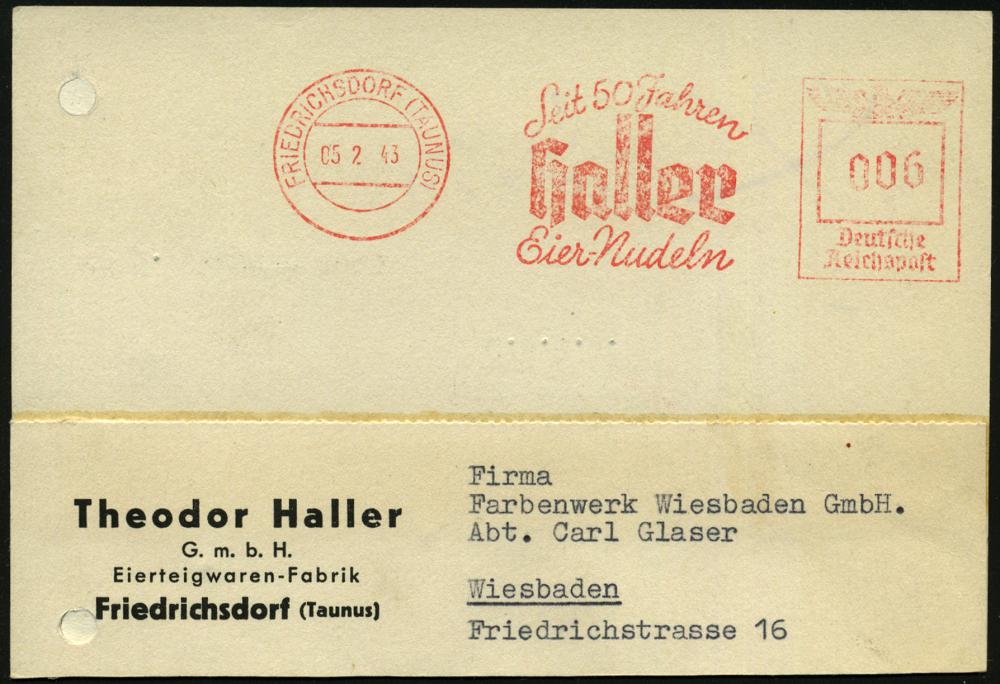 FRIEDRICHSDORF (TAUNUS)
05 2 43
Seit 50 Jahren
Haller
Eier-Nudeln
006
Deutsche
Reichspost
Theodor Haller
G. m. b. H.
Eierteigwaren-Fabrik
Friedrichsdorf (Taunus)
Firma
Farbenwerk Wiesbaden GmbH.
Abt. Carl Glaser
Wiesbaden
Friedrichstrasse 16